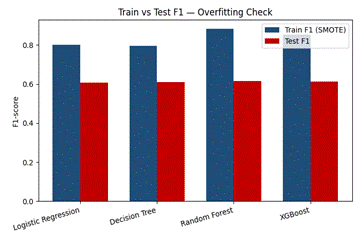 Train vs Test F1 — Overfitting Check
Train F1 (SMOTE)
Test F1
F1-score
0.8
0.6
0.4
0.2
0.0
Logistic Regression
Decision Tree
Random Forest
XGBoost